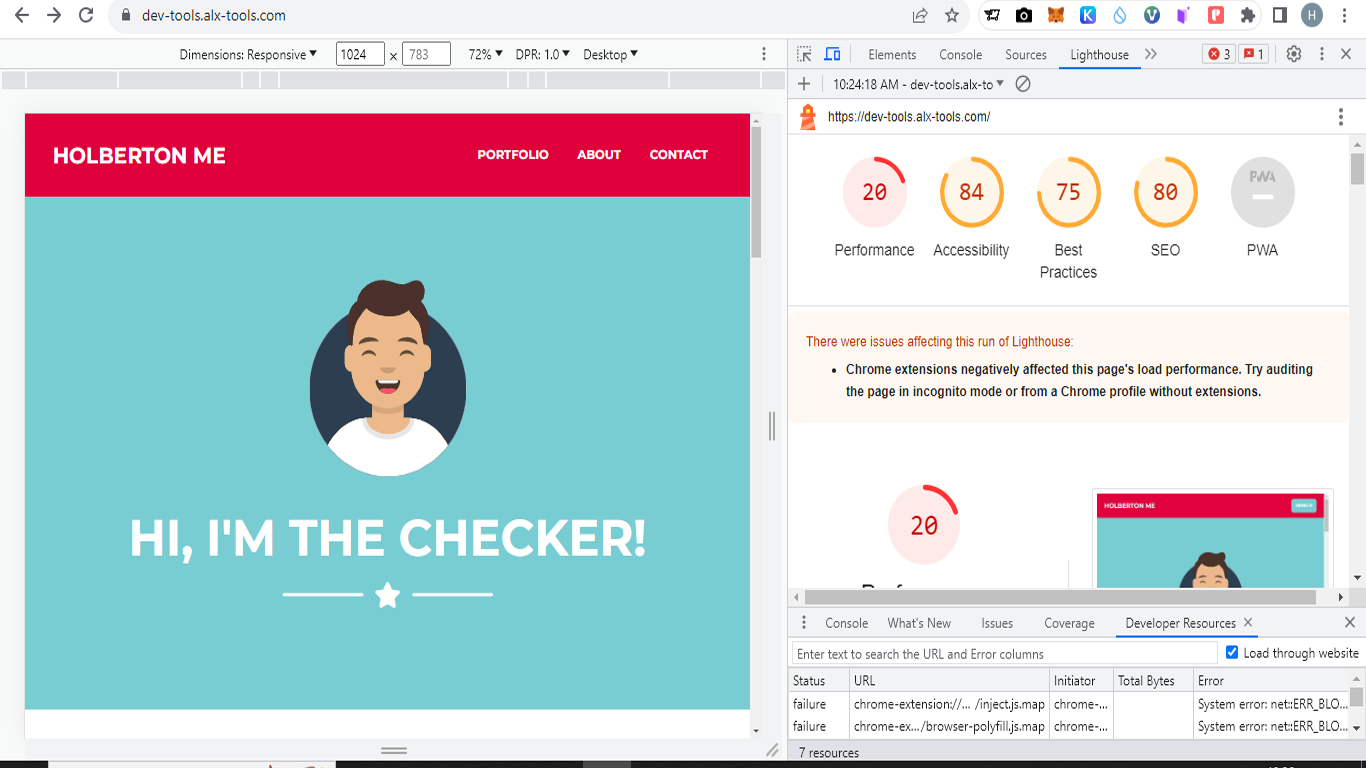 dev-tools.alx-tools.com
H
Dimensions: Responsive
1024 x 783
72%
DPR: 1.0
Desktop
Elements
Console
Sources
Lighthouse
3
1
10:24:18 AM - dev-tools.alx-to
https://dev-tools.alx-tools.com/
HOLBERTON ME
PORTFOLIO
ABOUT
CONTACT
HI, I'M THE CHECKER!
20
84
75
80
PWA
Performance
Accessibility
Best
Practices
SEO
PWA
There were issues affecting this run of Lighthouse:
• Chrome extensions negatively affected this page's load performance. Try auditing
the page in incognito mode or from a Chrome profile without extensions.
20
HOLBERTON ME
Console
What's New
Issues
Coverage
Developer Resources
Enter text to search the URL and Error columns
Load through website
Status URL Initiator Total Bytes Error
failure chrome-extension://… /inject.js.map chrome-… System error: net::ERR_BLO…
failure chrome-ex…/browser-polyfill.js.map chrome-… System error: net::ERR_BLO…
7 resources